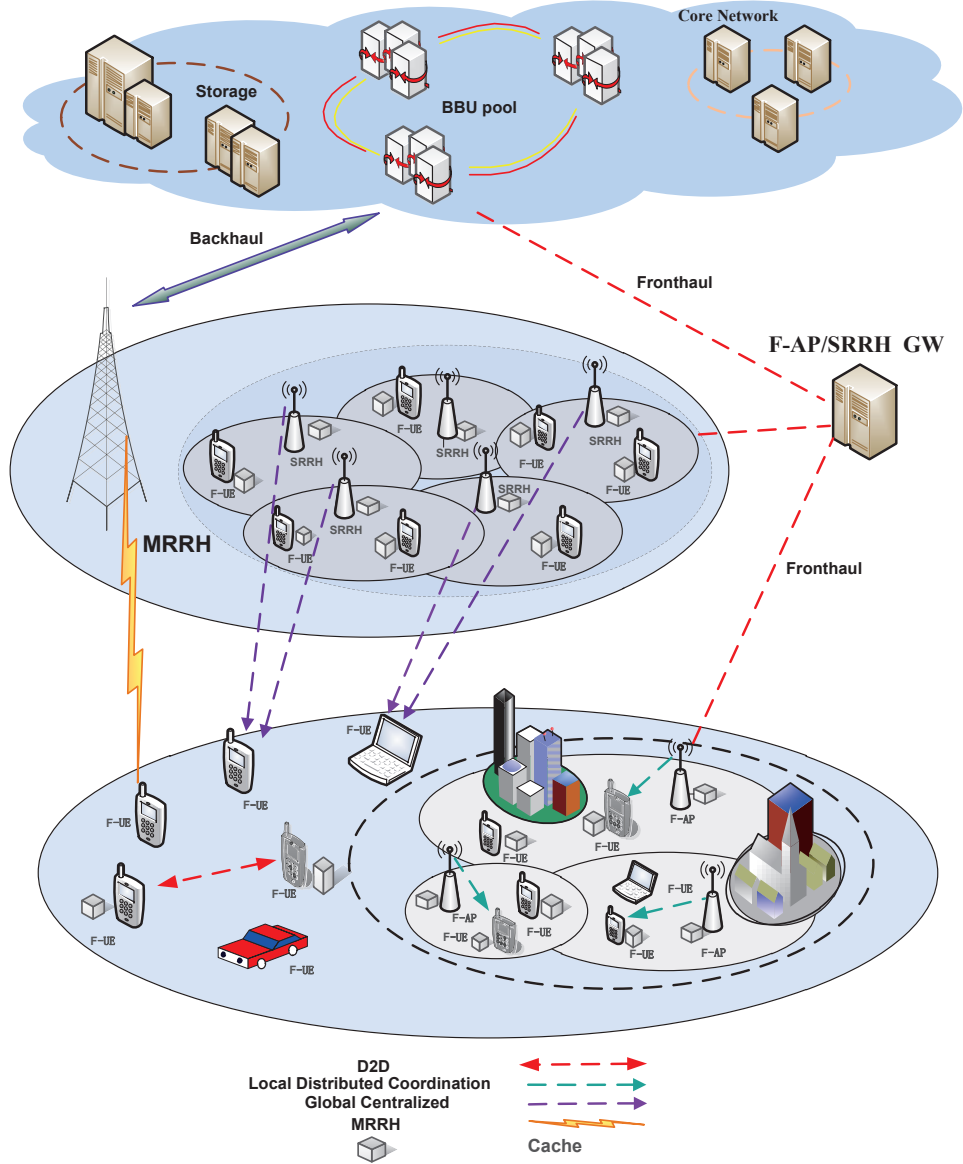 Core Network
Storage
BBU pool
Backhaul
Fronthaul
F-AP/SRRH GW
F-UE
SRRH
SRRH
F-UE
SRRH
F-UE
SRRH
F-UE
F-UE
SRRH
MRRH
F-UE
F-UE
F-UE
Fronthaul
F-UE
F-UE
F-UE
F-AP
F-UE
F-UE
F-UE
F-UE
F-AP
F-UE
F-UE
F-UE
F-UE
F-AP
F-UE
D2D
Local Distributed Coordination
Global Centralized
MRRH
Cache